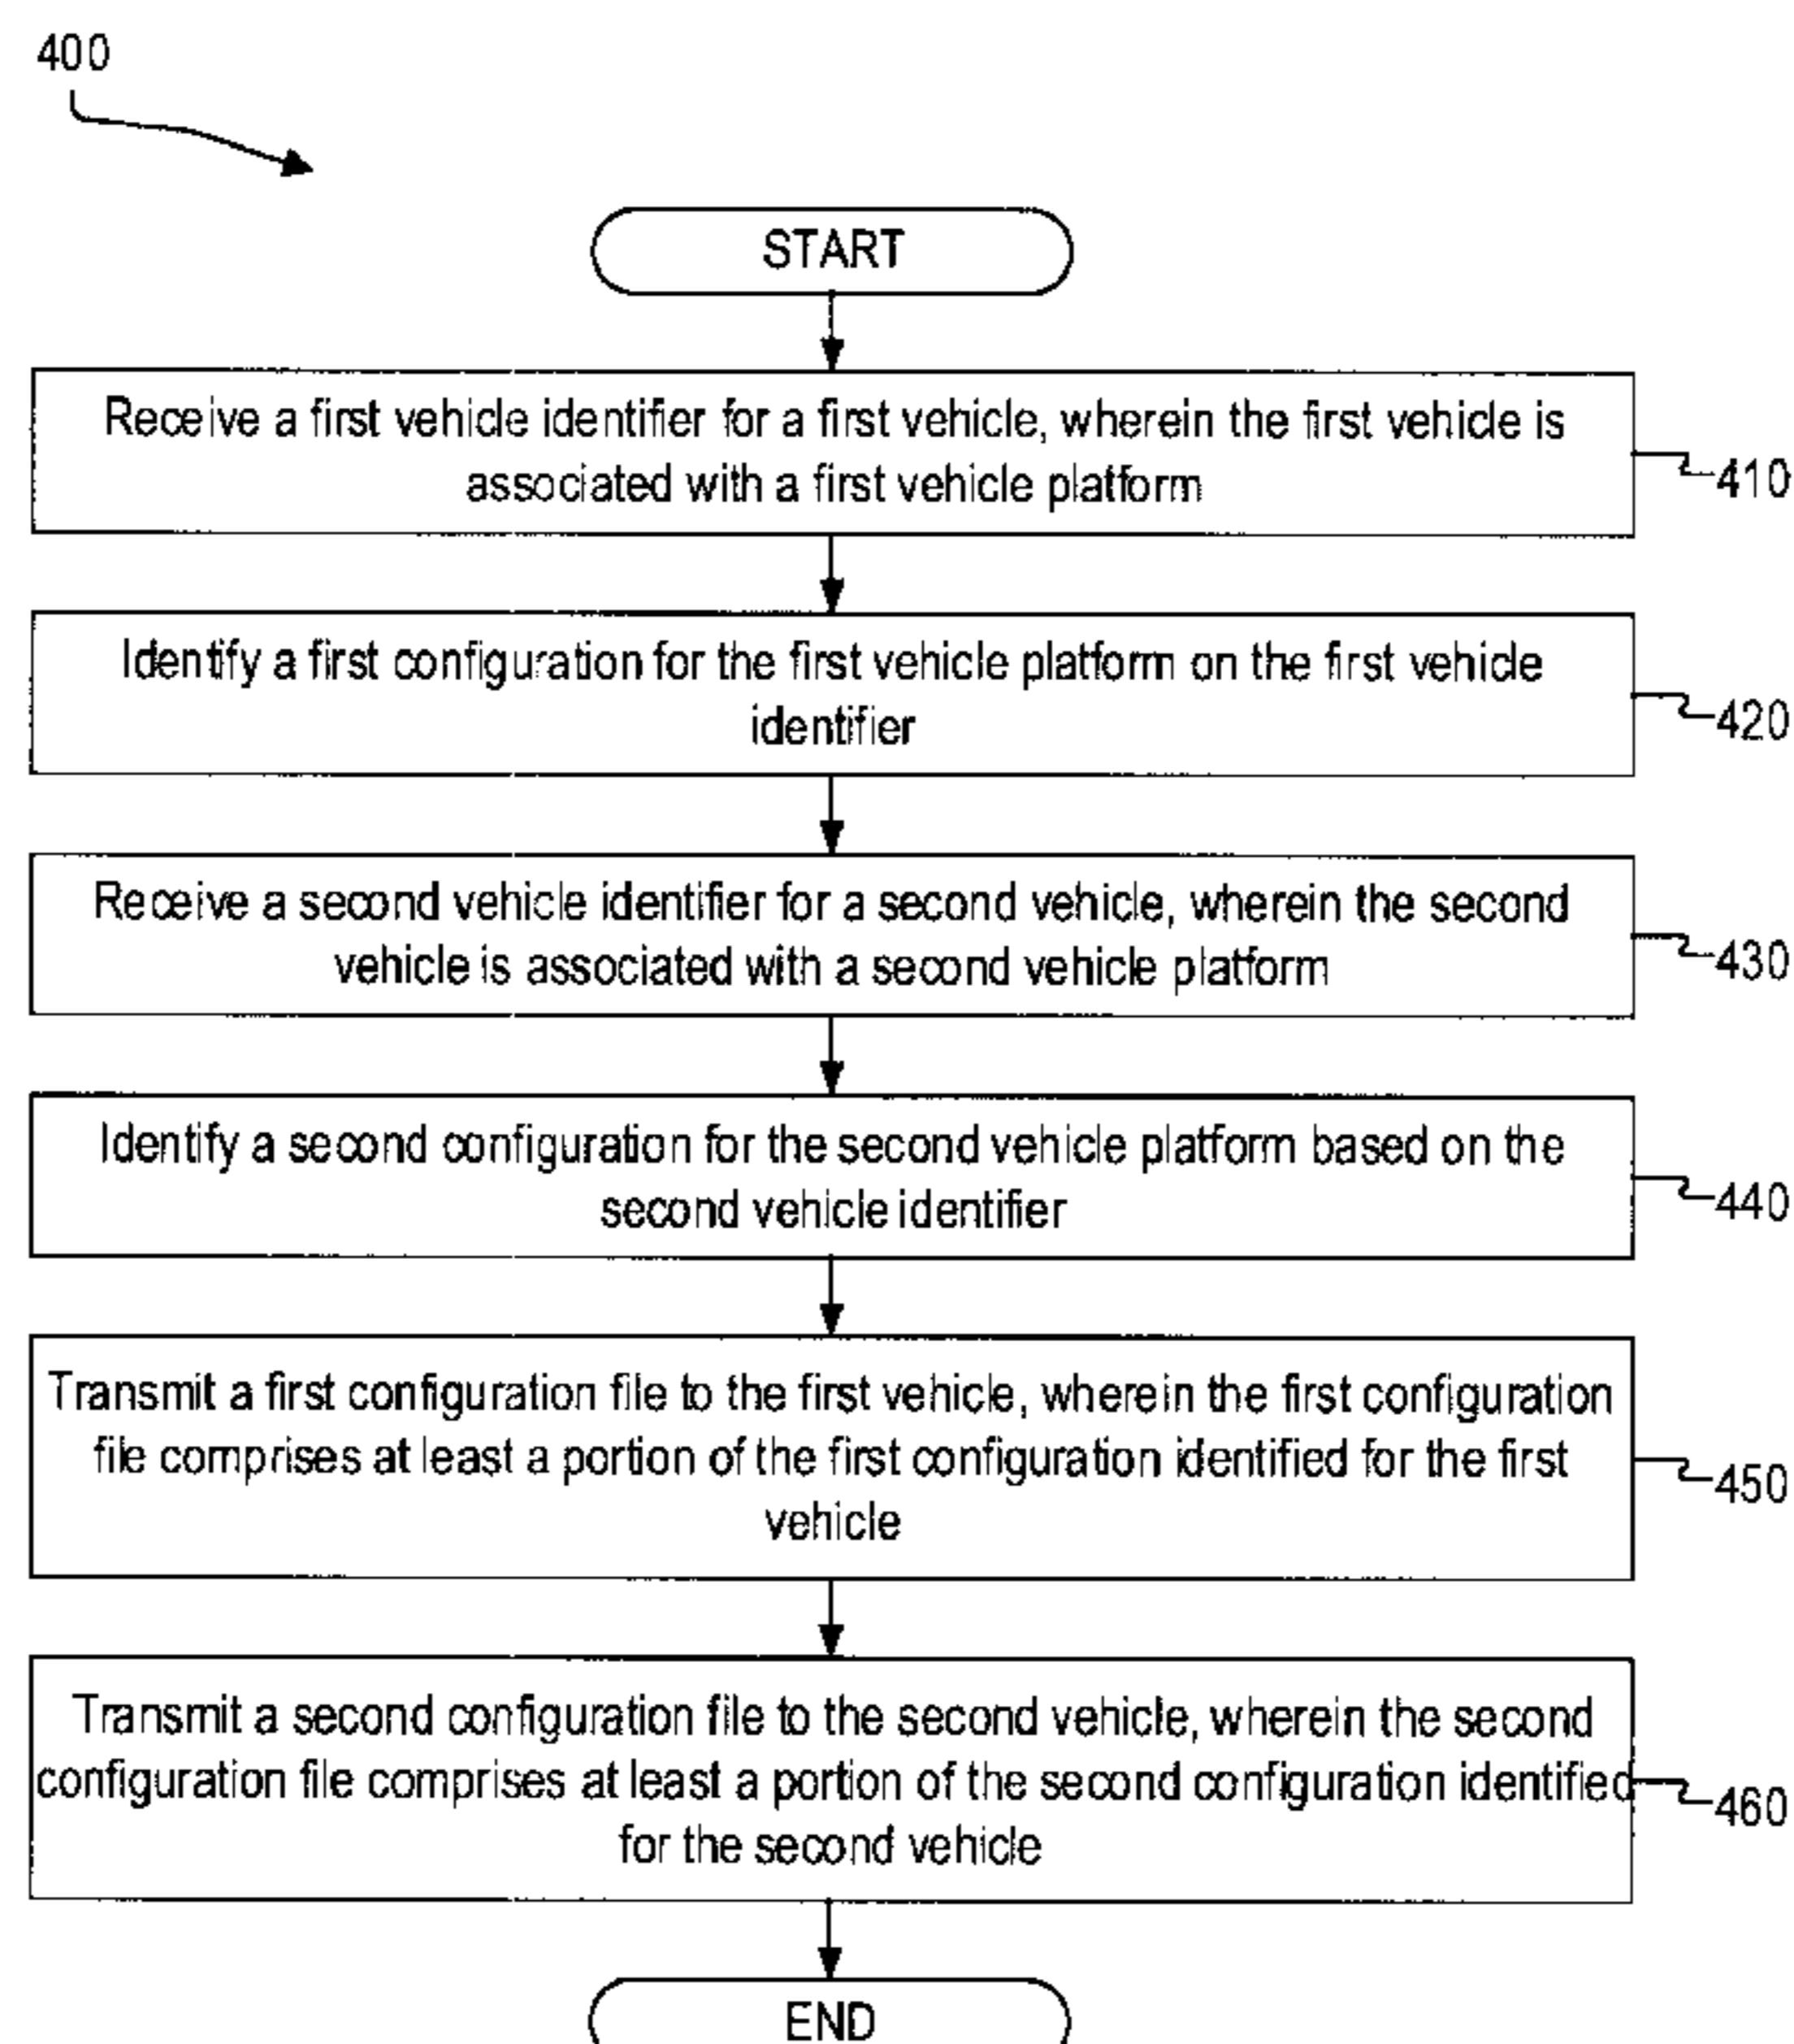 400
START
Receive a first vehicle identifier for a first vehicle, wherein the first vehicle is
associated with a first vehicle platform
410
Identify a first configuration for the first vehicle platform on the first vehicle
identifier
420
Receive a second vehicle identifier for a second vehicle, wherein the second
vehicle is associated with a second vehicle platform
430
Identify a second configuration for the second vehicle platform based on the
second vehicle identifier
440
Transmit a first configuration file to the first vehicle, wherein the first configuration
file comprises at least a portion of the first configuration identified for the first
vehicle
450
Transmit a second configuration file to the second vehicle, wherein the second
configuration file comprises at least a portion of the second configuration identified
for the second vehicle
460
END